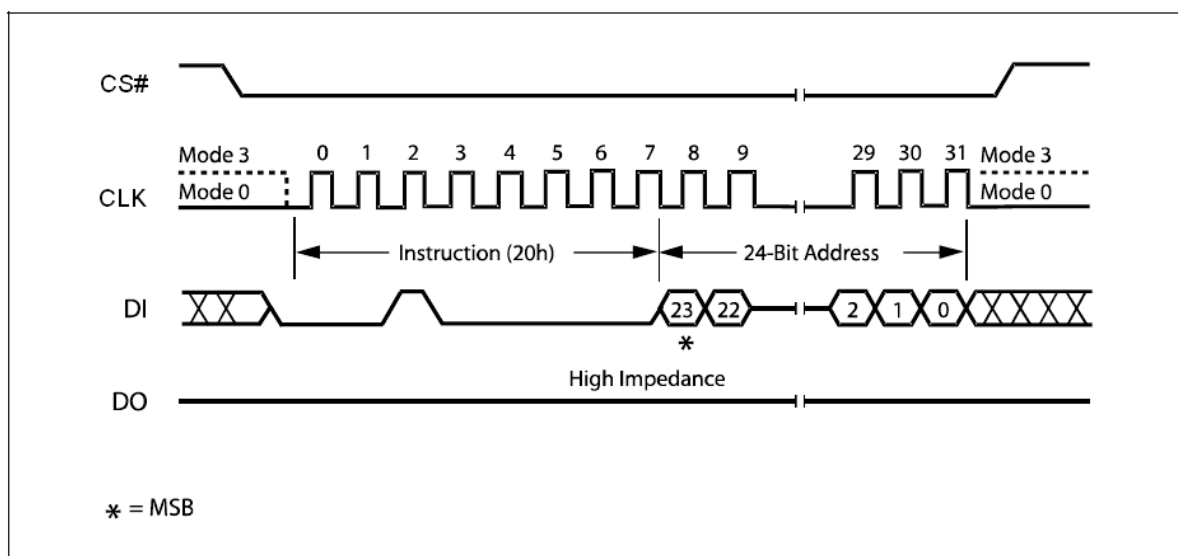 CS#
Mode 3 0 1 2 3 4 5 6 7 8 9 29 30 31 Mode 3
Mode 0 Mode 0
CLK
Instruction (20h) 24-Bit Address
DI 23 22 2 1 0
*
High Impedance
DO
* = MSB